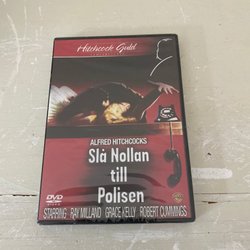 Hitchcock Guld
ALFRED HITCHCOCKS
Slå Nollan
till
Polisen
DVD
STARRING RAY MILLAND GRACE KELLY ROBERT CUMMINGS